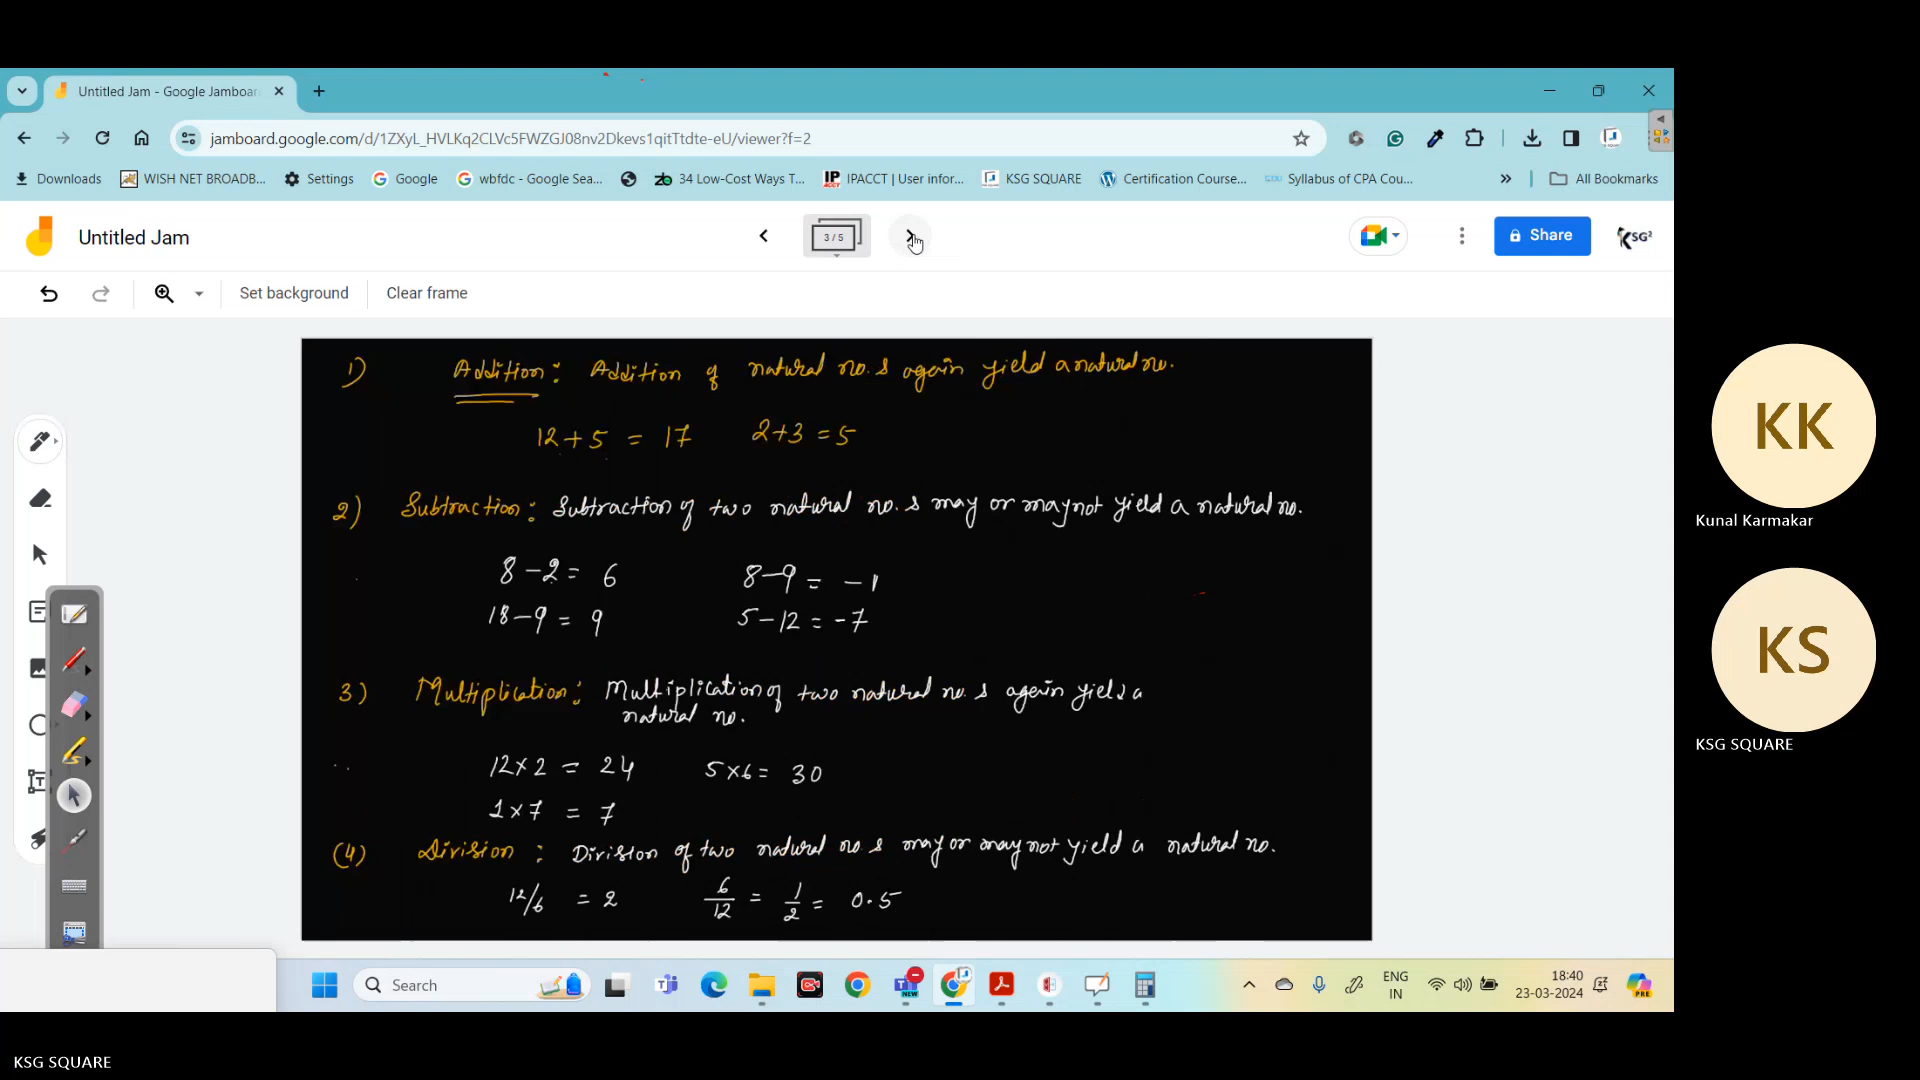 Untitled Jam - Google Jamboar
jamboard.google.com/d/1ZXyL_HVLKq2CLVc5FWZGJ08nv2Dkevs1qitTtdte-eU/viewer?f=2
Downloads WISH NET BROADB... Settings Google wbfdc - Google Sea... 34 Low-Cost Ways T... IPACCT | User infor... KSG SQUARE Certification Course... Syllabus of CPA Cou... » All Bookmarks
Untitled Jam 3 / 5 Share KSG²
Set background Clear frame
1) Addition: Addition of natural no.s again yield a natural no.
12+5 = 17 2+3 = 5
2) Subtraction: Subtraction of two natural no.s may or may not yield a natural no.
8-2= 6 8-9 = -1
18-9 = 9 5-12 = -7
3) Multiplication: Multiplication of two natural no.s again yield a
natural no.
12×2 = 24 5×6= 30
1×7 = 7
(4) Division: Division of two natural no s may or may not yield a natural no.
12/6 = 2 6/12 = 1/2 = 0.5
KK
Kunal Karmakar
KS
KSG SQUARE
Search
ENG
IN
18:40
23-03-2024
KSG SQUARE